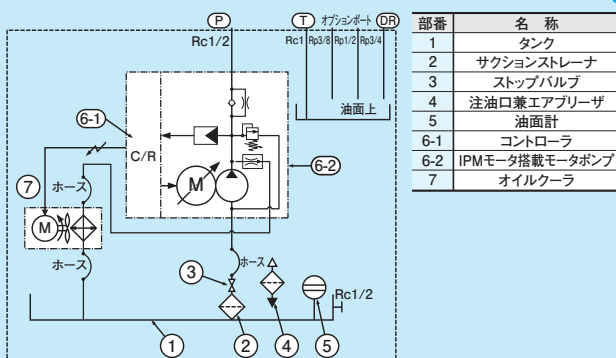 P
T
オプションポート
DR
Rc1/2
Rc1
Rp3/8
Rp1/2
Rp3/4
油面上
6-1
C/R
M
6-2
7
ホース
M
ホース
3
ホース
Rc1/2
1
2
4
5
部番 名 称
1 タンク
2 サクションストレーナ
3 ストップバルブ
4 注油口兼エアブリーザ
5 油面計
6-1 コントローラ
6-2 IPMモータ搭載モータポンプ
7 オイルクーラ